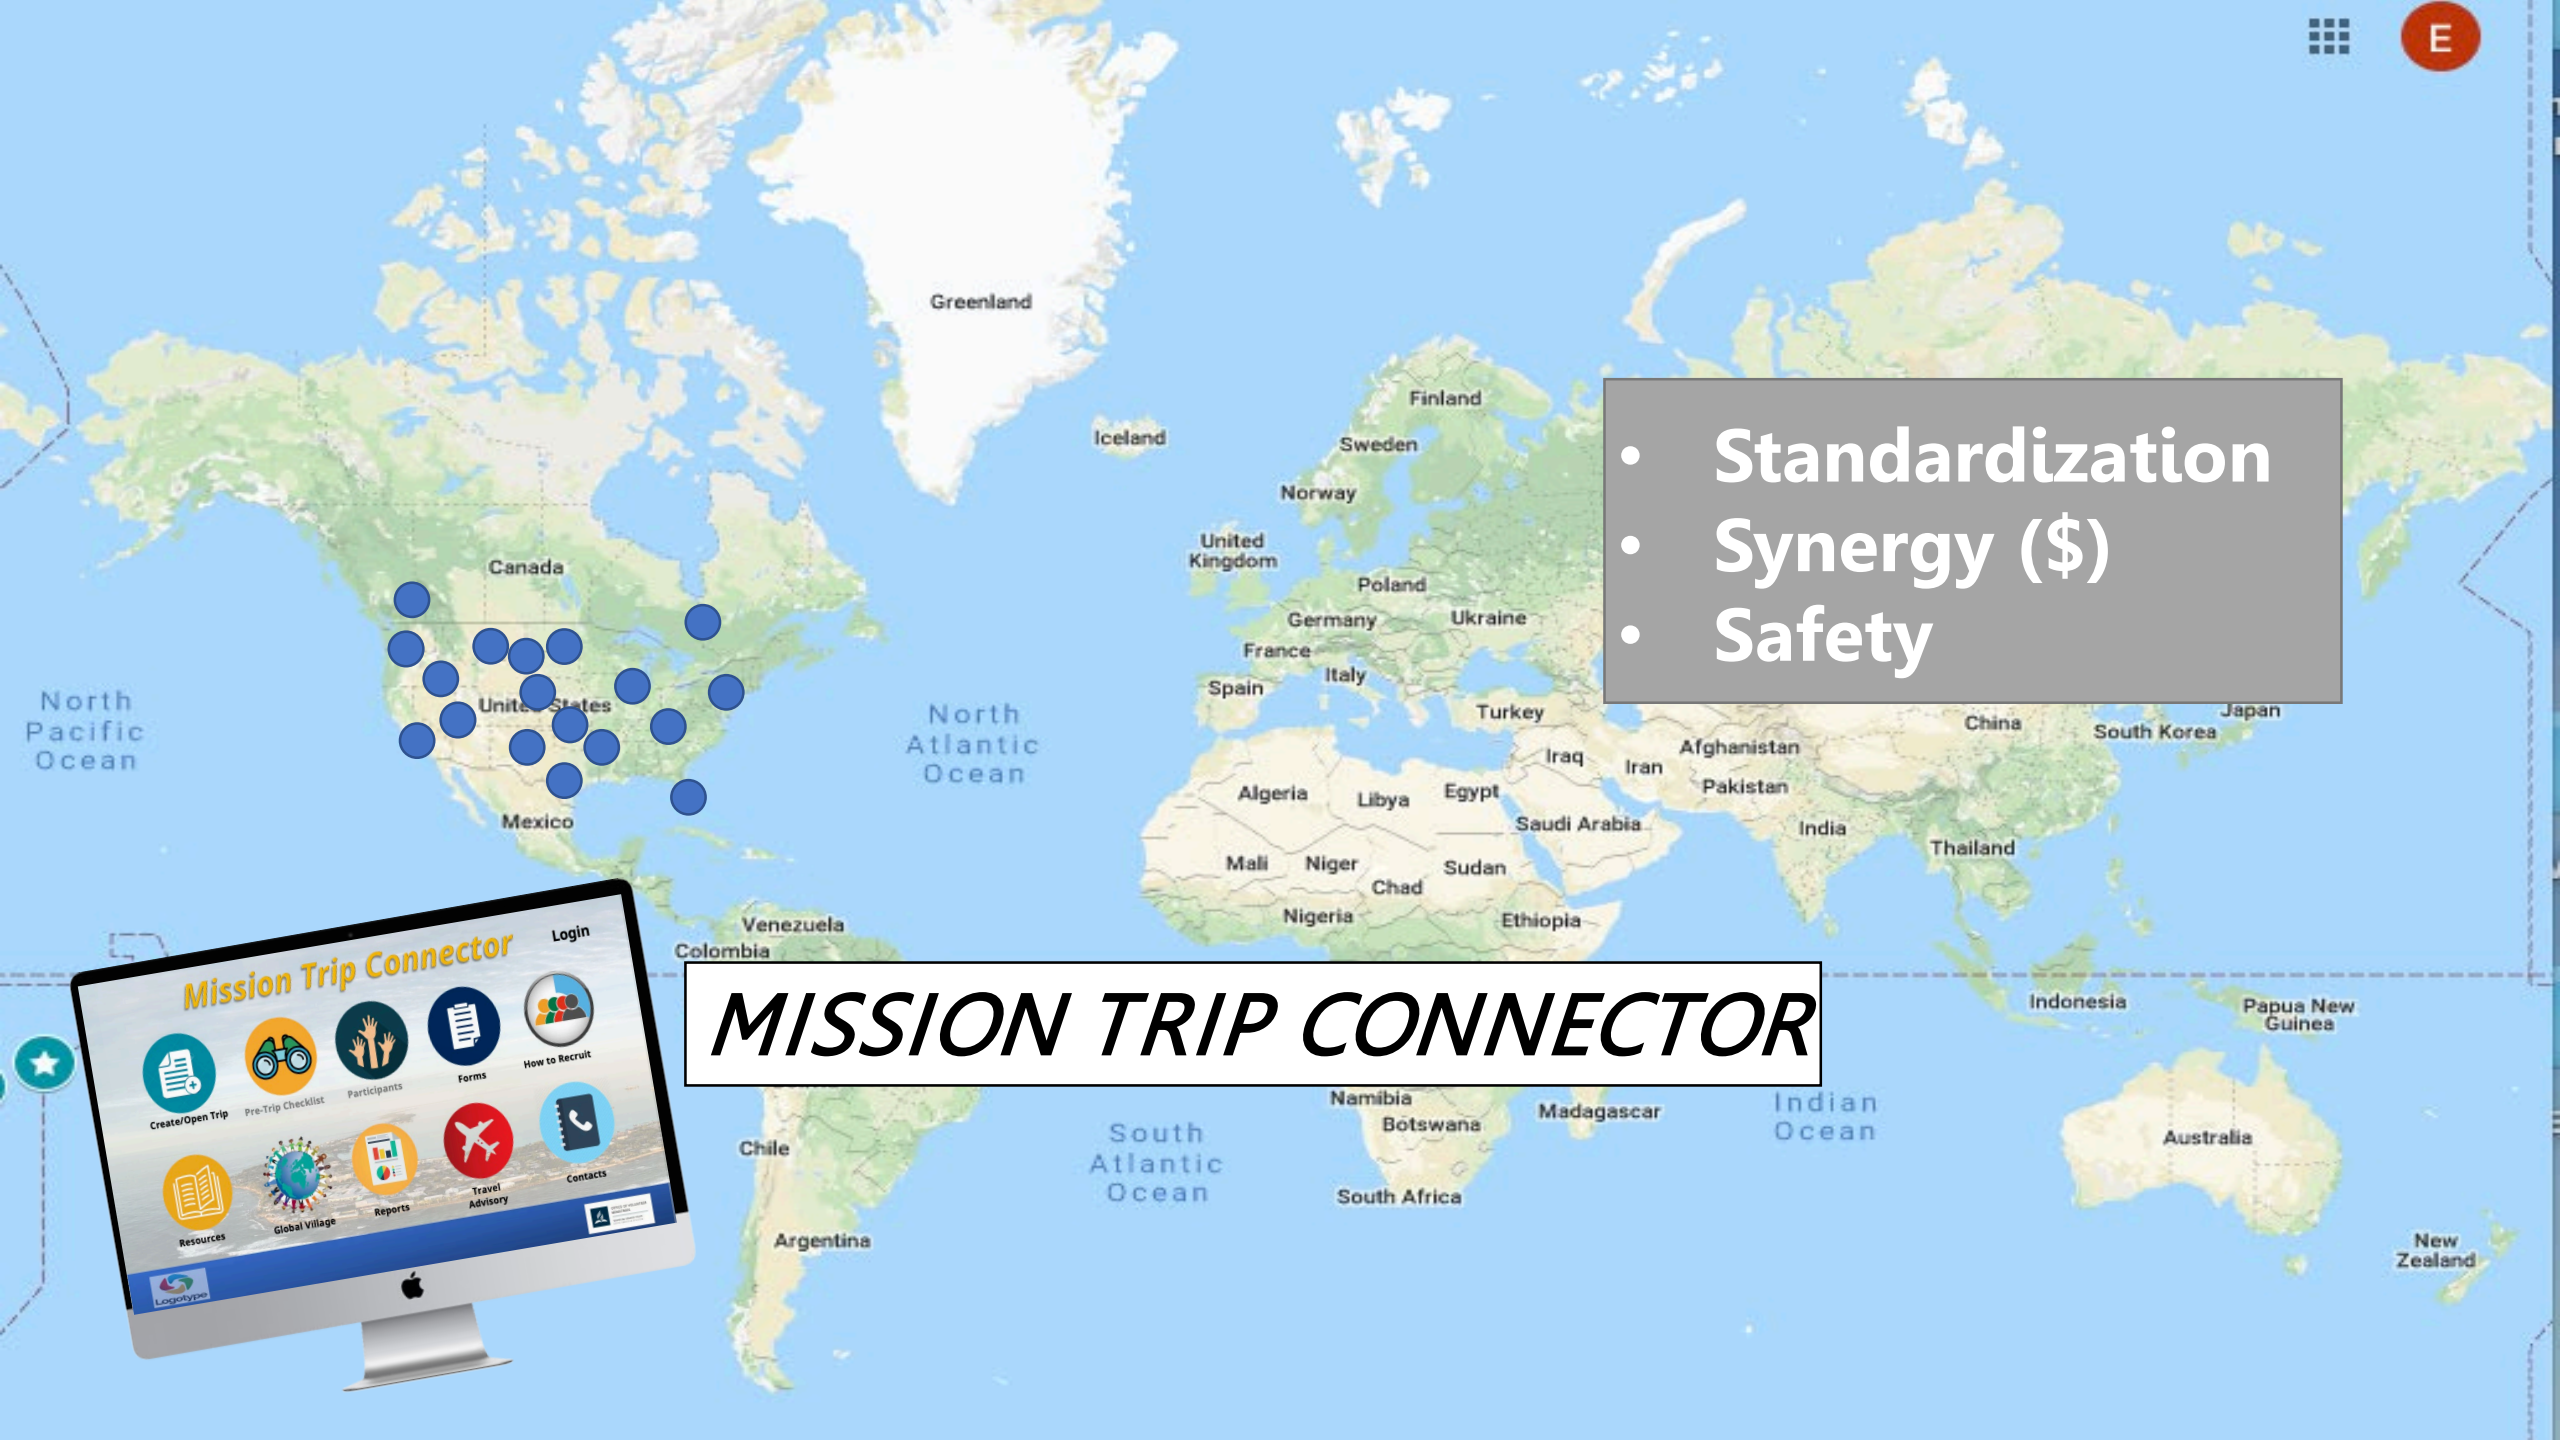 E
Greenland
Finland
Iceland
Sweden
Norway
• Standardization
• Synergy ($)
• Safety
United
Kingdom
Canada
Poland
Germany
Ukraine
France
Italy
Spain
United States
North
Pacific
Ocean
North
Atlantic
Ocean
Turkey
Japan
China
South Korea
Iraq
Iran
Afghanistan
Pakistan
Algeria
Libya
Egypt
Saudi Arabia
India
Mexico
Thailand
Mali
Niger
Sudan
Chad
Nigeria
Ethiopia
Venezuela
Colombia
MISSION TRIP CONNECTOR
Indonesia
Papua New
Guinea
Namibia
Botswana
Madagascar
Indian
Ocean
South
Atlantic
Ocean
Chile
Australia
South Africa
Argentina
New
Zealand
Mission Trip Connector
Login
Create/Open Trip
Pre-Trip Checklist
Participants
Forms
How to Recruit
Resources
Global Village
Reports
Travel
Advisory
Contacts
Logotype